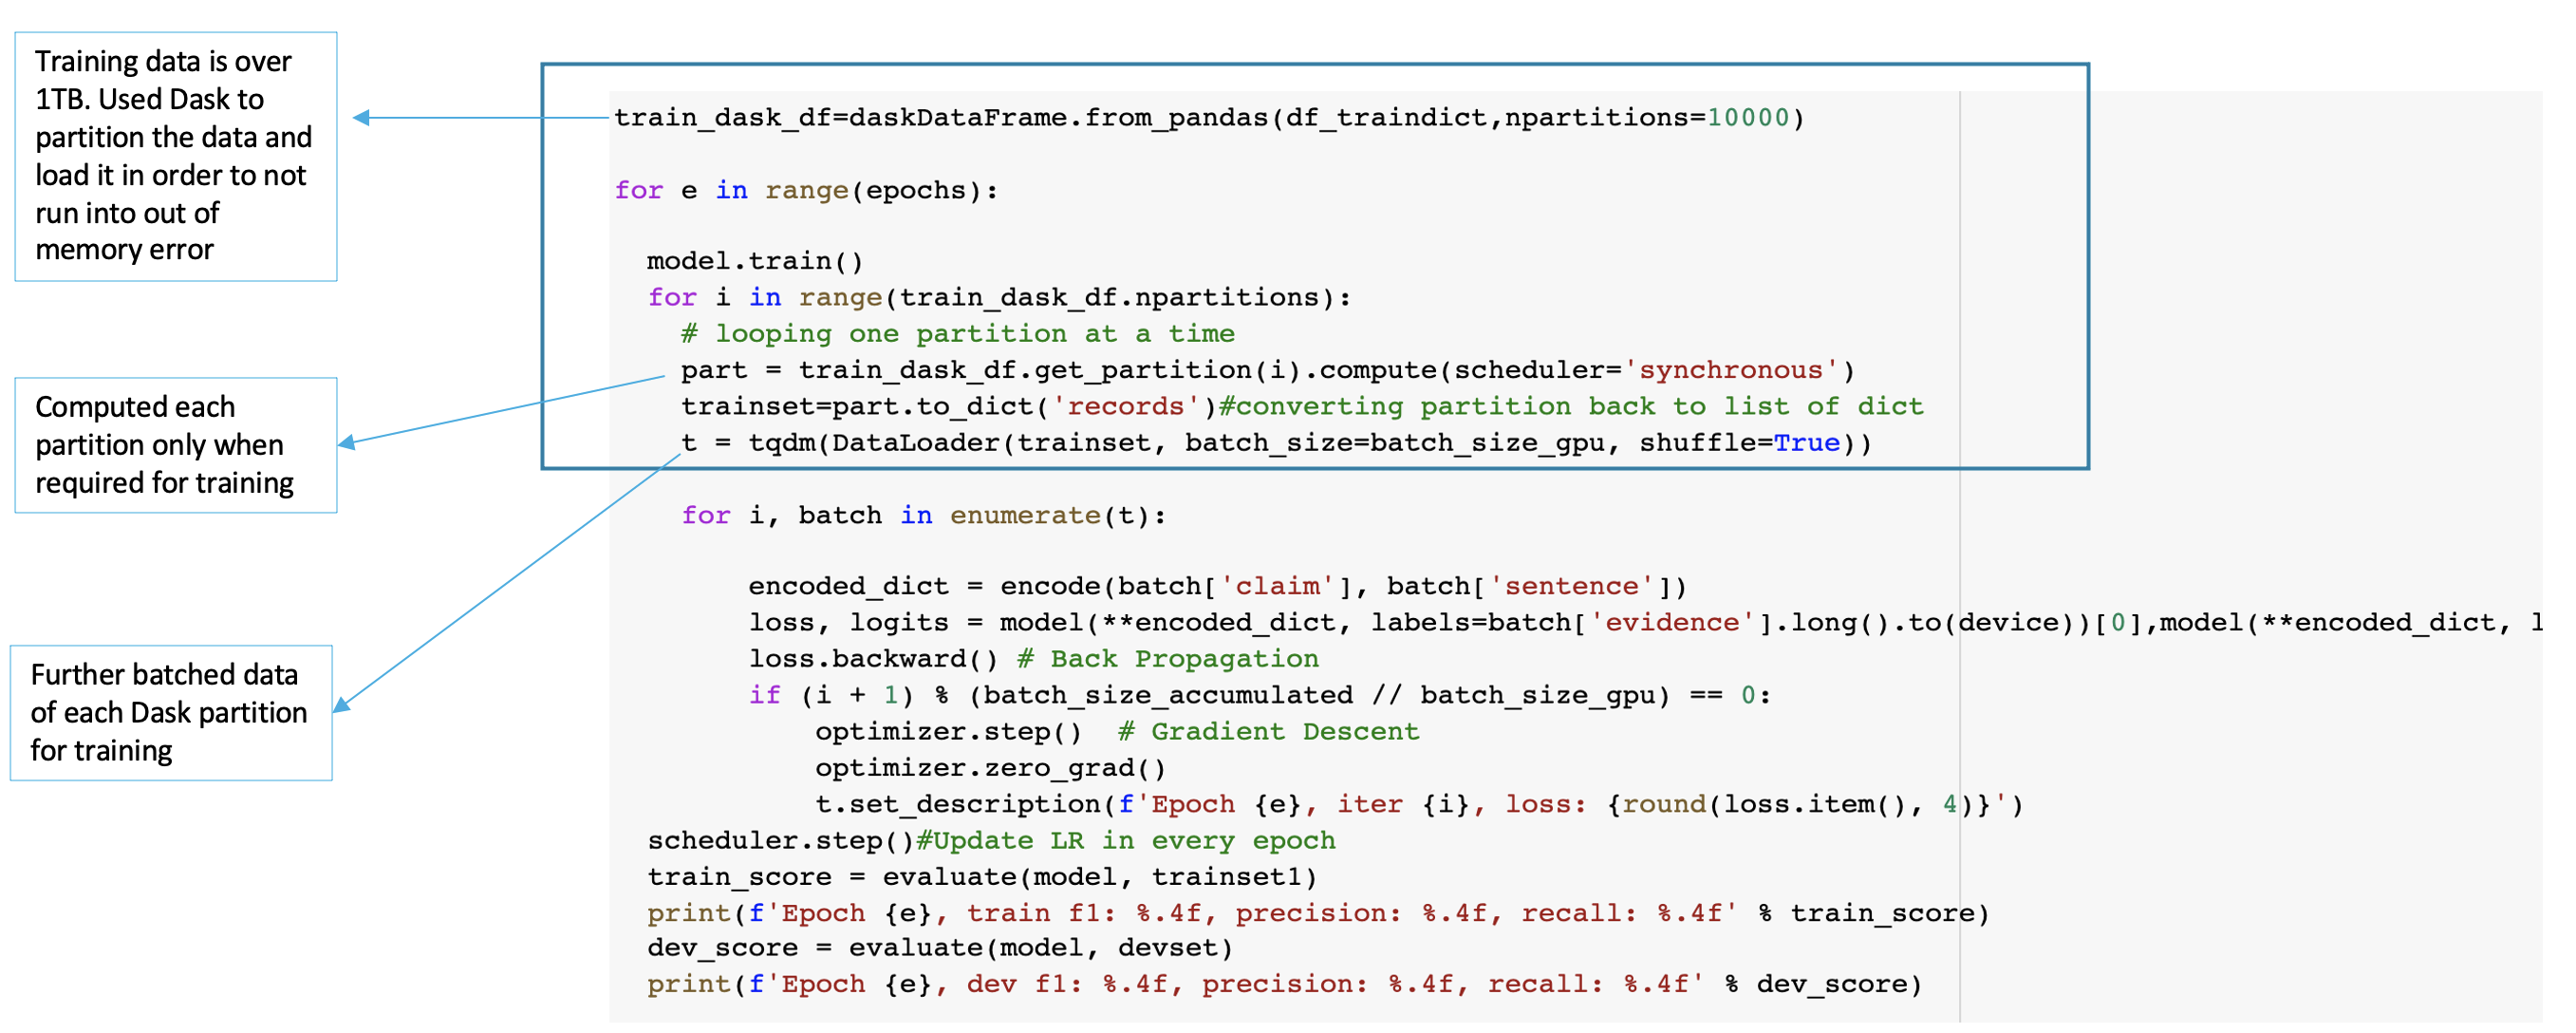 Training data is over
1TB. Used Dask to
partition the data and
load it in order to not
run into out of
memory error
Computed each
partition only when
required for training
Further batched data
of each Dask partition
for training
train_dask_df=daskDataFrame.from_pandas(df_traindict,npartitions=10000)
for e in range(epochs):
model.train()
for i in range(train_dask_df.npartitions):
# looping one partition at a time
part = train_dask_df.get_partition(i).compute(scheduler='synchronous')
trainset=part.to_dict('records')#converting partition back to list of dict
t = tqdm(DataLoader(trainset, batch_size=batch_size_gpu, shuffle=True))
for i, batch in enumerate(t):
encoded_dict = encode(batch['claim'], batch['sentence'])
loss, logits = model(**encoded_dict, labels=batch['evidence'].long().to(device))[0],model(**encoded_dict, l
loss.backward() # Back Propagation
if (i + 1) % (batch_size_accumulated // batch_size_gpu) == 0:
optimizer.step()  # Gradient Descent
optimizer.zero_grad()
t.set_description(f'Epoch {e}, iter {i}, loss: {round(loss.item(), 4)}')
scheduler.step()#Update LR in every epoch
train_score = evaluate(model, trainset1)
print(f'Epoch {e}, train f1: %.4f, precision: %.4f, recall: %.4f' % train_score)
dev_score = evaluate(model, devset)
print(f'Epoch {e}, dev f1: %.4f, precision: %.4f, recall: %.4f' % dev_score)